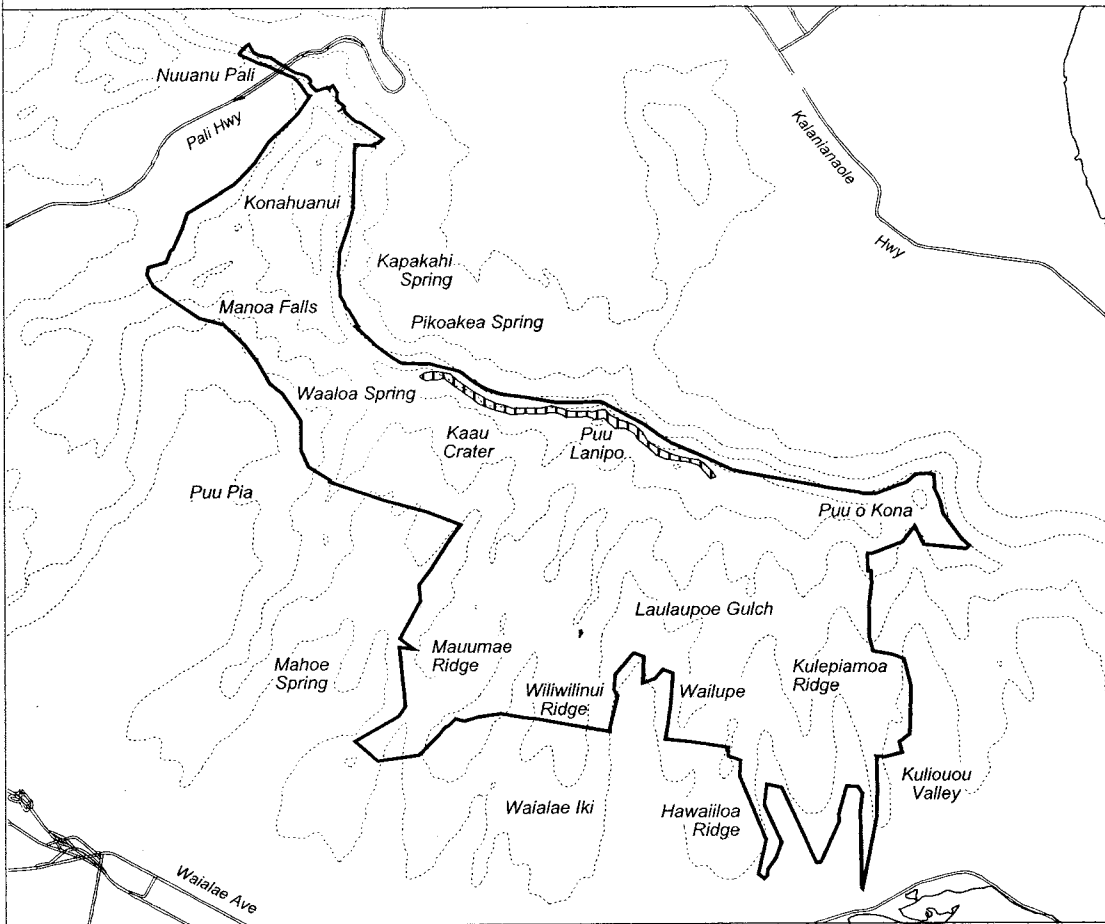 Nuuanu Pali
Pali Hwy
Kalanianaole
Hwy
Konahuanui
Kapakahi
Spring
Manoa Falls
Pikoakea Spring
Waaloa Spring
Kaau
Crater
Puu
Lanipo
Puu Pia
Puu o Kona
Laulaupoe Gulch
Mauumae
Ridge
Mahoe
Spring
Kulepiamoa
Ridge
Wiliwilinui
Ridge
Wailupe
Kuliouou
Valley
Waialae Iki
Hawaiiloa
Ridge
Waialae Ave